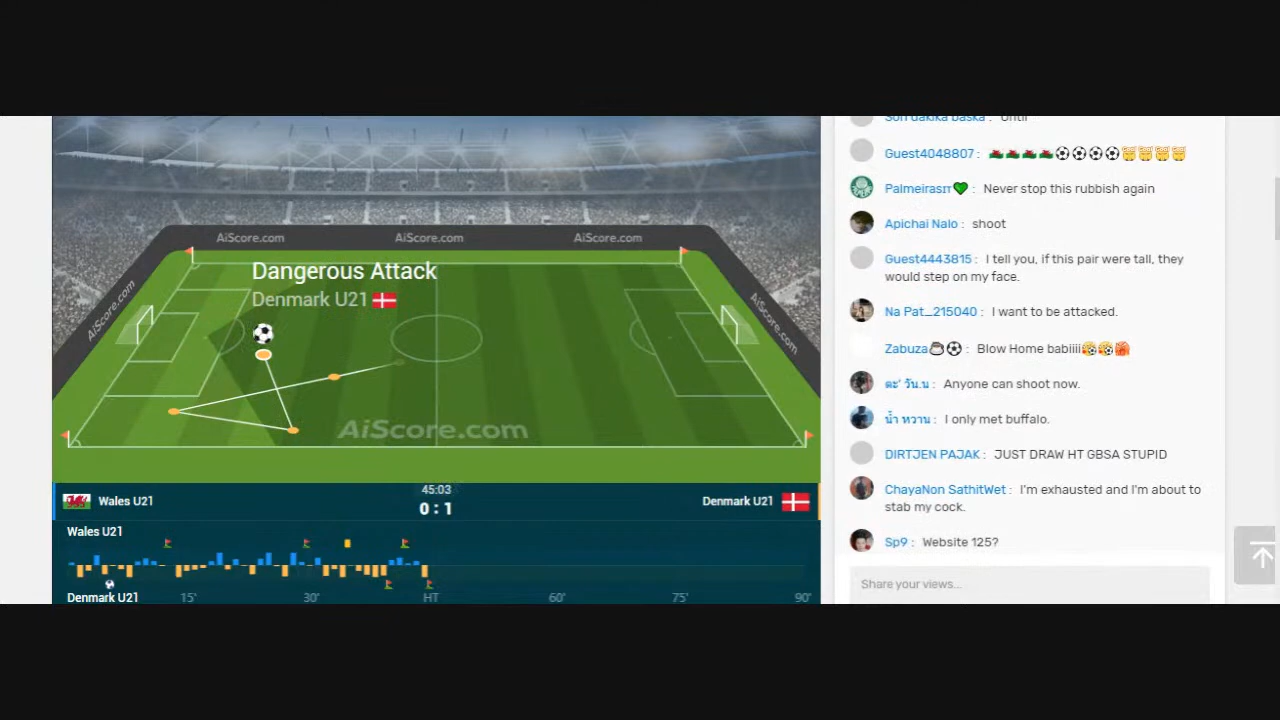 AiScore.com
AiScore.com
AiScore.com
AiScore.com
AiScore.com
Dangerous Attack
Denmark U21
AiScore.com
Wales U21
45:03
0 : 1
Denmark U21
Wales U21
Denmark U21
15'
30'
HT
60'
75'
90'
Son dakika baska : Until
Guest4048807 :
Palmeirasɪᴛ💚 : Never stop this rubbish again
Apichai Nalo : shoot
Guest4443815 : I tell you, if this pair were tall, they
would step on my face.
Na Pat_215040 : I want to be attacked.
Zabuza : Blow Home babiiii
ตะ' วัน.น : Anyone can shoot now.
น้ำ หวาน : I only met buffalo.
DIRTJEN PAJAK : JUST DRAW HT GBSA STUPID
ChayaNon SathitWet : I'm exhausted and I'm about to
stab my cock.
Sp9 : Website 125?
Share your views...